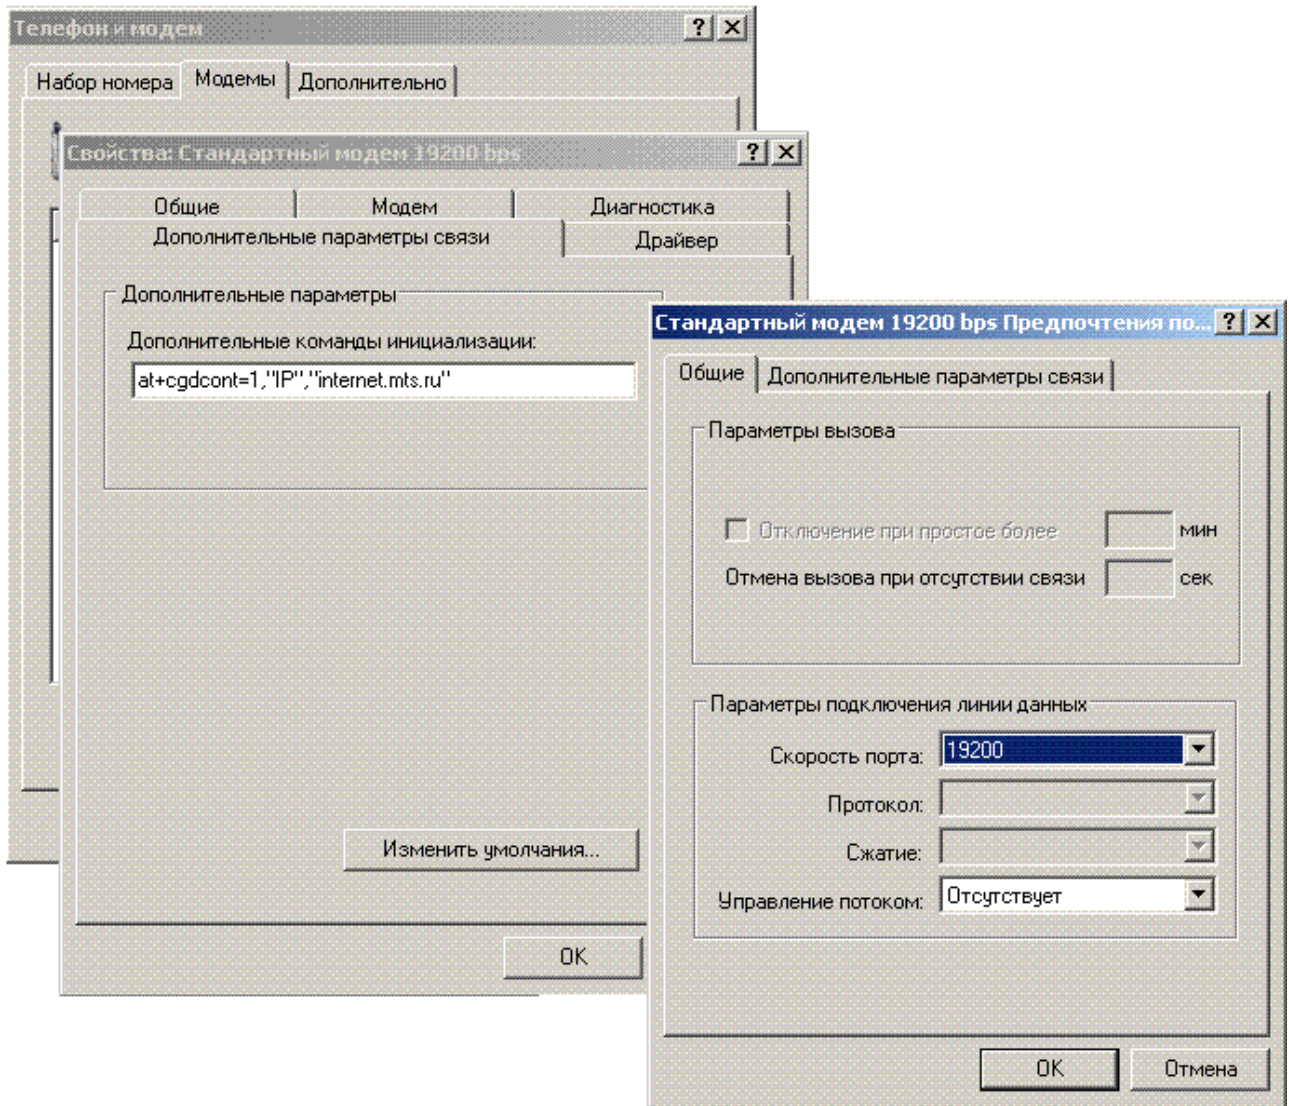 Телефон и модем
Набор номера Модемы Дополнительно
Свойства: Стандартный модем 19200 bps
Общие Модем Диагностика
Дополнительные параметры связи Драйвер
Дополнительные параметры
Дополнительные команды инициализации:
at+cgdcont=1,"IP","internet.mts.ru"
Изменить умолчания...
OK
Стандартный модем 19200 bps Предпочтения по...
Общие Дополнительные параметры связи
Параметры вызова
Отключение при простое более мин
Отмена вызова при отсутствии связи сек
Параметры подключения линии данных
Скорость порта: 19200
Протокол:
Сжатие:
Управление потоком: Отсутствует
OK Отмена